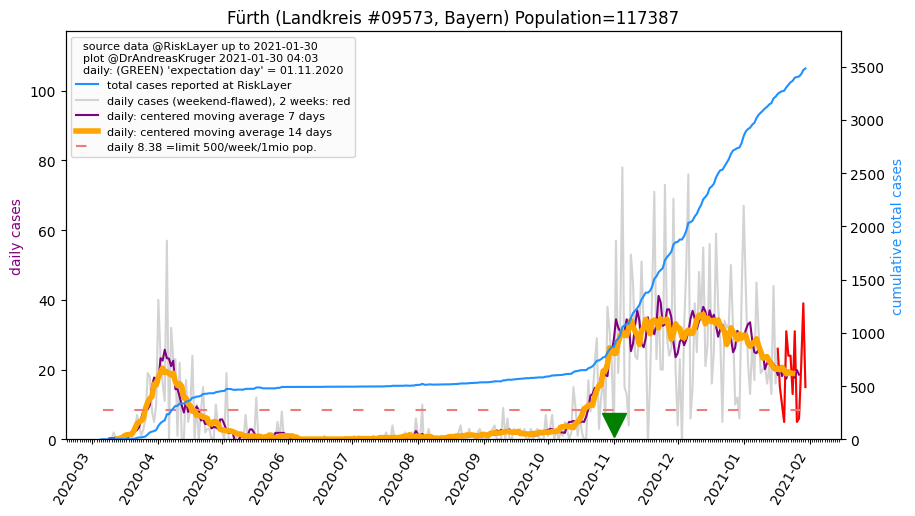 Fürth (Landkreis #09573, Bayern) Population=117387
source data @RiskLayer up to 2021-01-30
plot @DrAndreasKruger 2021-01-30 04:03
daily: (GREEN) 'expectation day' = 01.11.2020
total cases reported at RiskLayer
daily cases (weekend-flawed), 2 weeks: red
daily: centered moving average 7 days
daily: centered moving average 14 days
daily 8.38 =limit 500/week/1mio pop.
daily cases
100
80
60
40
20
0
cumulative total cases
3500
3000
2500
2000
1500
1000
500
0
2020-03
2020-04
2020-05
2020-06
2020-07
2020-08
2020-09
2020-10
2020-11
2020-12
2021-01
2021-02